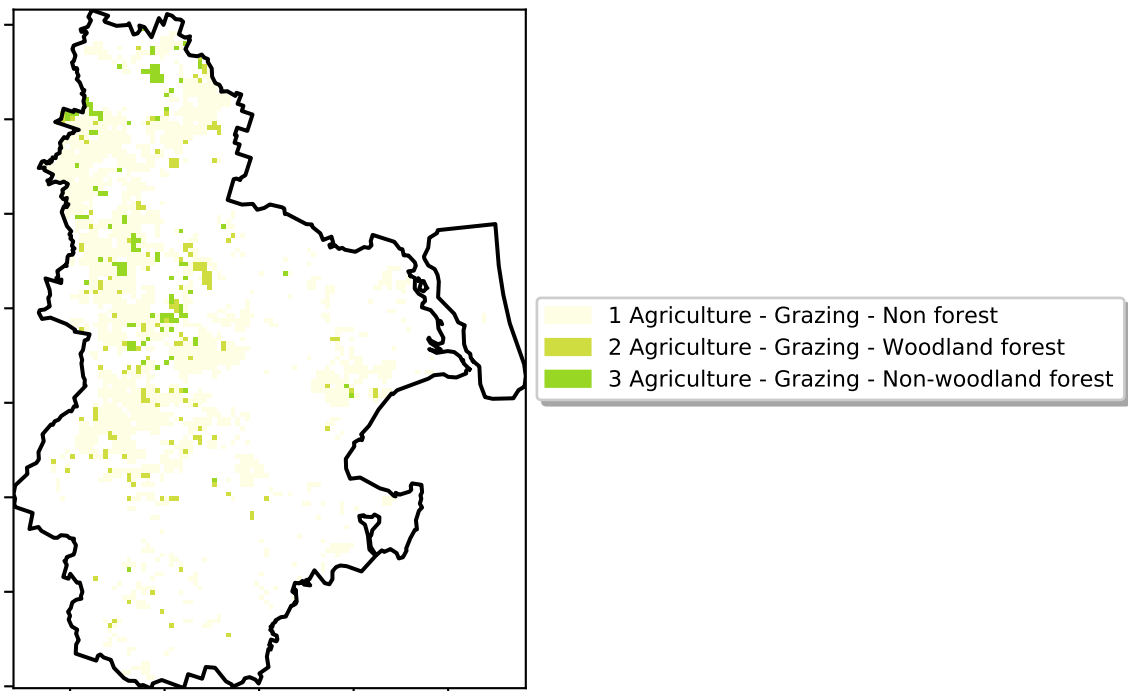 1 Agriculture - Grazing - Non forest
2 Agriculture - Grazing - Woodland forest
3 Agriculture - Grazing - Non-woodland forest